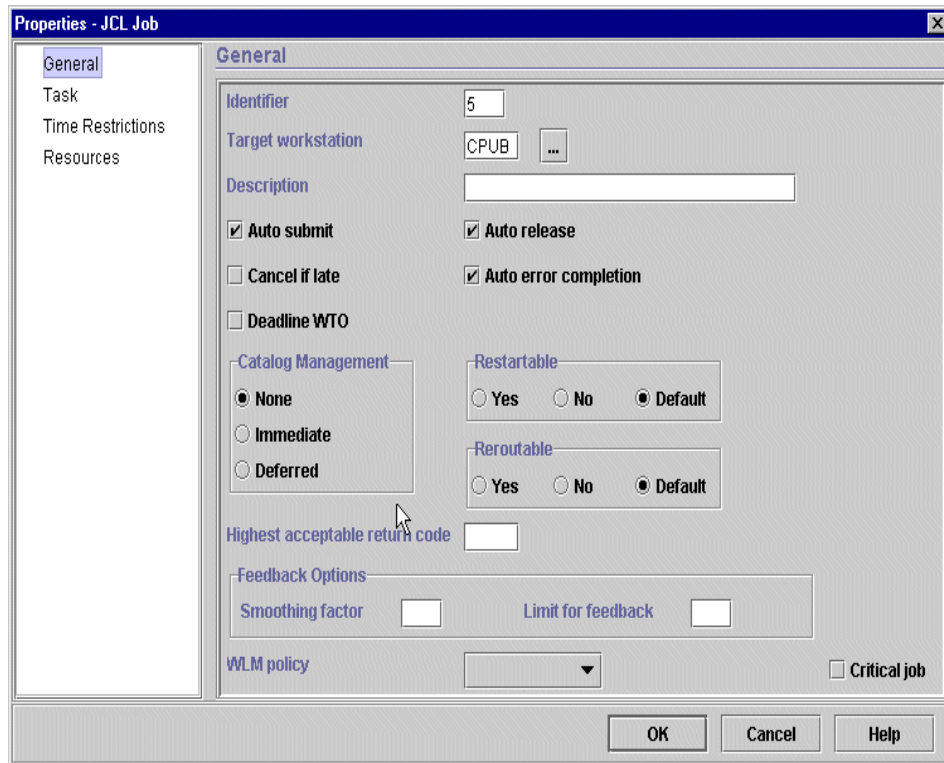 Properties - JCL Job
General
Task
Time Restrictions
Resources
General
Identifier 5
Target workstation CPUB ...
Description
Auto submit Auto release
Cancel if late Auto error completion
Deadline WTO
Catalog Management Restartable
None Yes No Default
Immediate
Reroutable
Deferred Yes No Default
Highest acceptable return code
Feedback Options
Smoothing factor Limit for feedback
WLM policy Critical job
OK Cancel Help